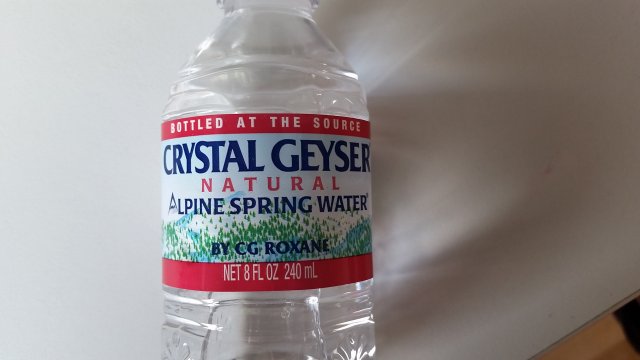 BOTTLED AT THE SOURCE
CRYSTAL GEYSER
NATURAL
ALPINE SPRING WATER®
BY CG ROXANE
NET 8 FL OZ 240 mL